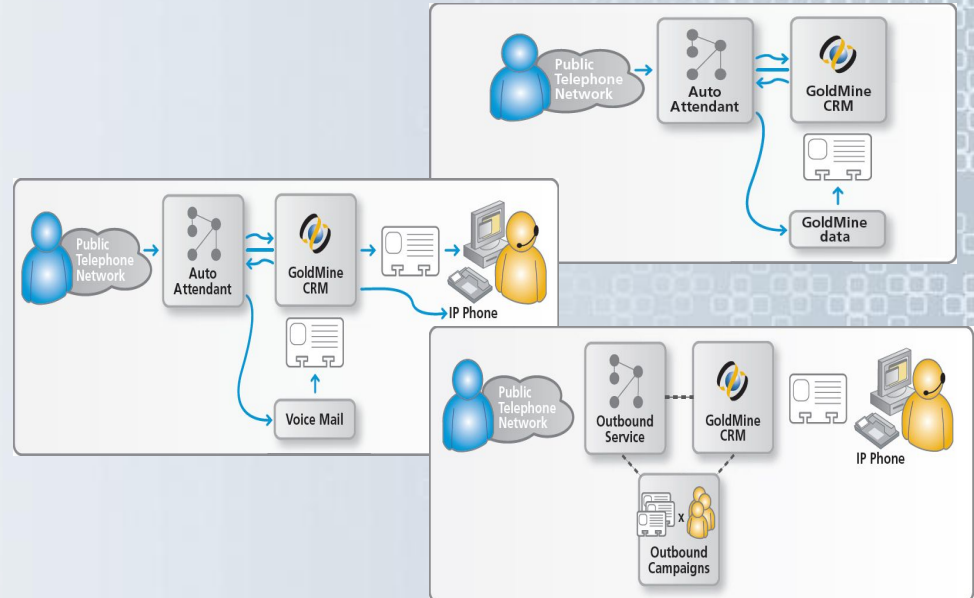 Public
Telephone
Network
Auto
Attendant
GoldMine
CRM
GoldMine
data
Public
Telephone
Network
Auto
Attendant
GoldMine
CRM
IP Phone
Voice Mail
Public
Telephone
Network
Outbound
Service
GoldMine
CRM
IP Phone
x
Outbound
Campaigns